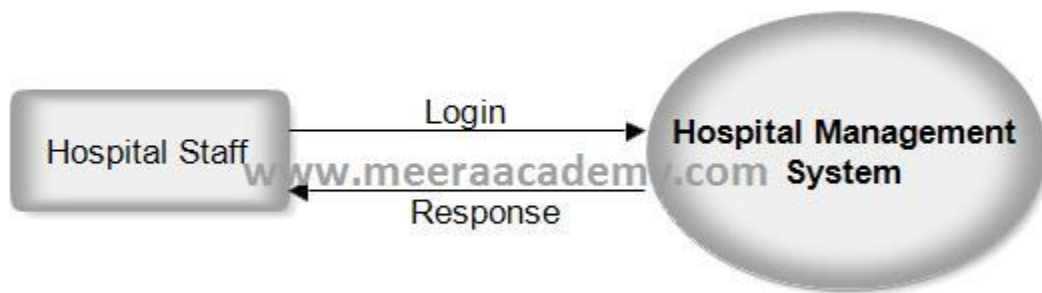 Login
Hospital Staff
Hospital Management
System
www.meeraacademy.com
Response